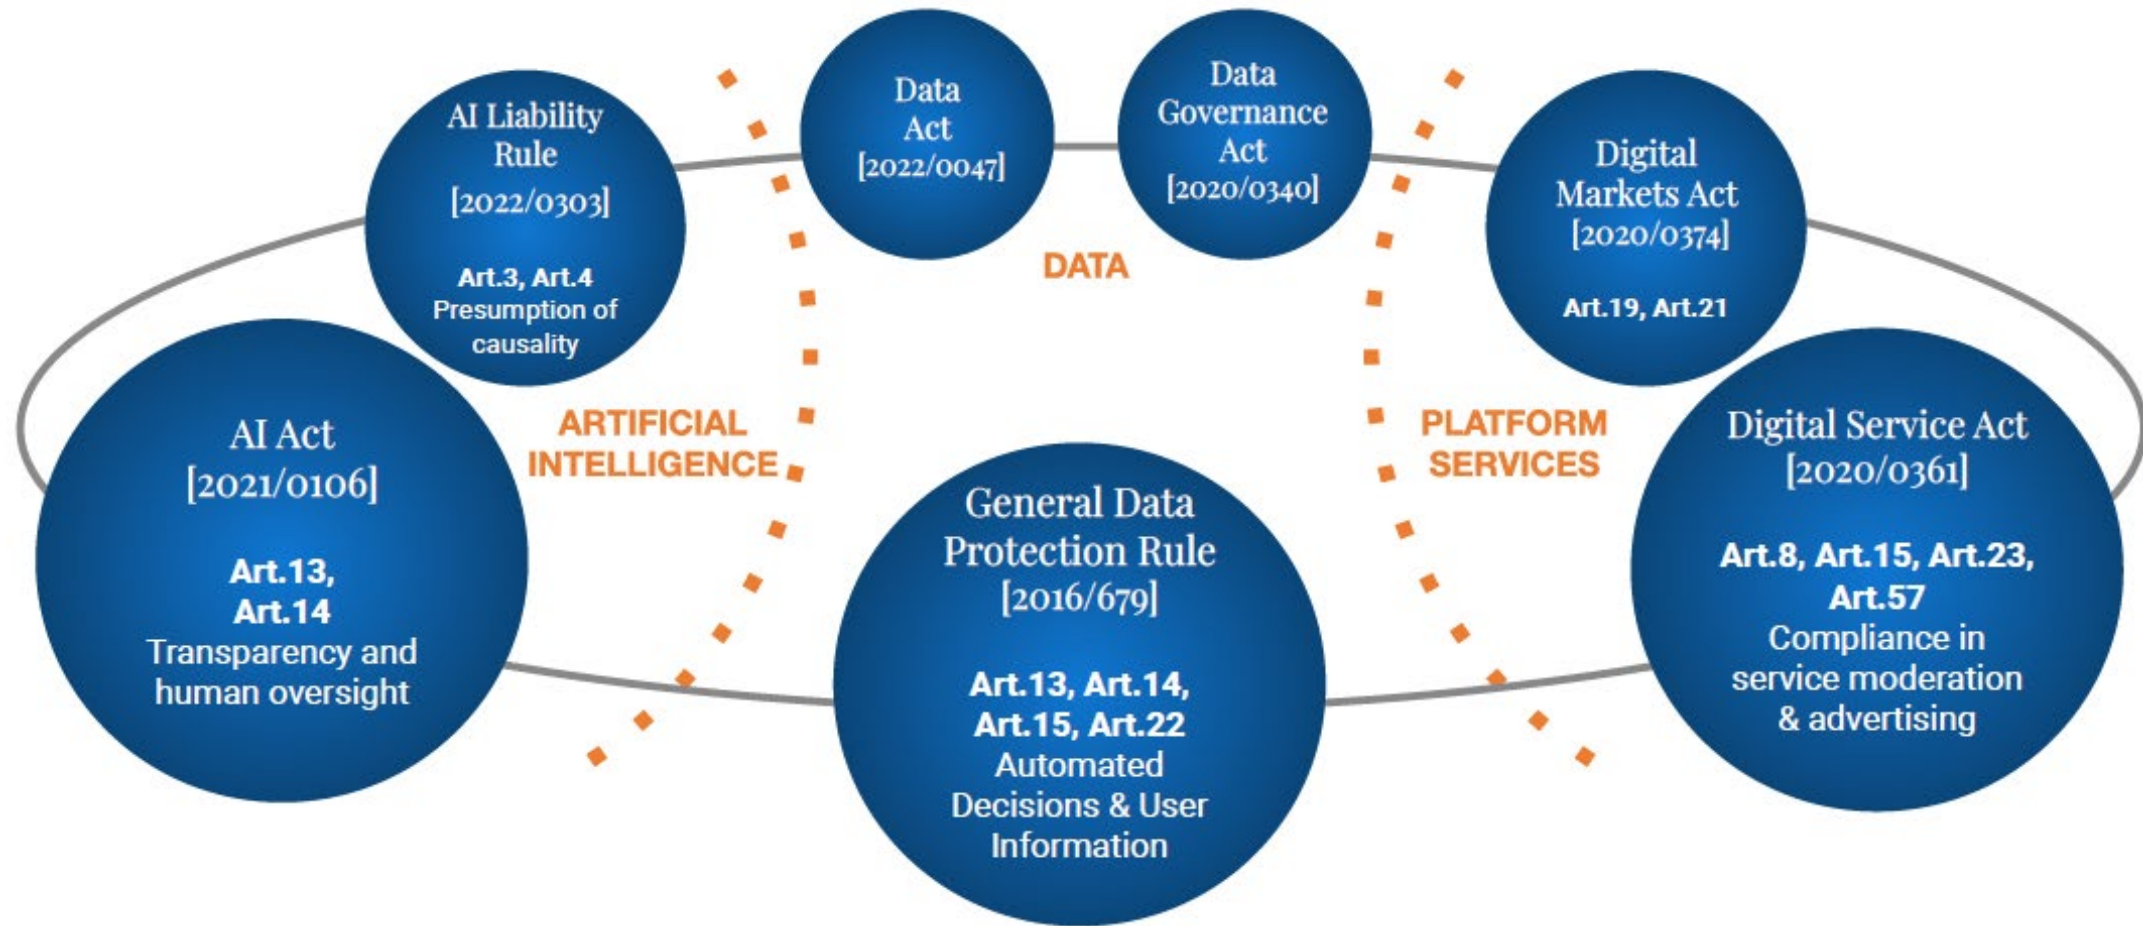 AI Liability
Rule
[2022/0303]
Art.3, Art.4
Presumption of
causality
AI Act
[2021/0106]
Art.13,
Art.14
Transparency and
human oversight
ARTIFICIAL
INTELLIGENCE
Data
Act
[2022/0047]
Data
Governance
Act
[2020/0340]
DATA
General Data
Protection Rule
[2016/679]
Art.13, Art.14,
Art.15, Art.22
Automated
Decisions & User
Information
Digital
Markets Act
[2020/0374]
Art.19, Art.21
PLATFORM
SERVICES
Digital Service Act
[2020/0361]
Art.8, Art.15, Art.23,
Art.57
Compliance in
service moderation
& advertising